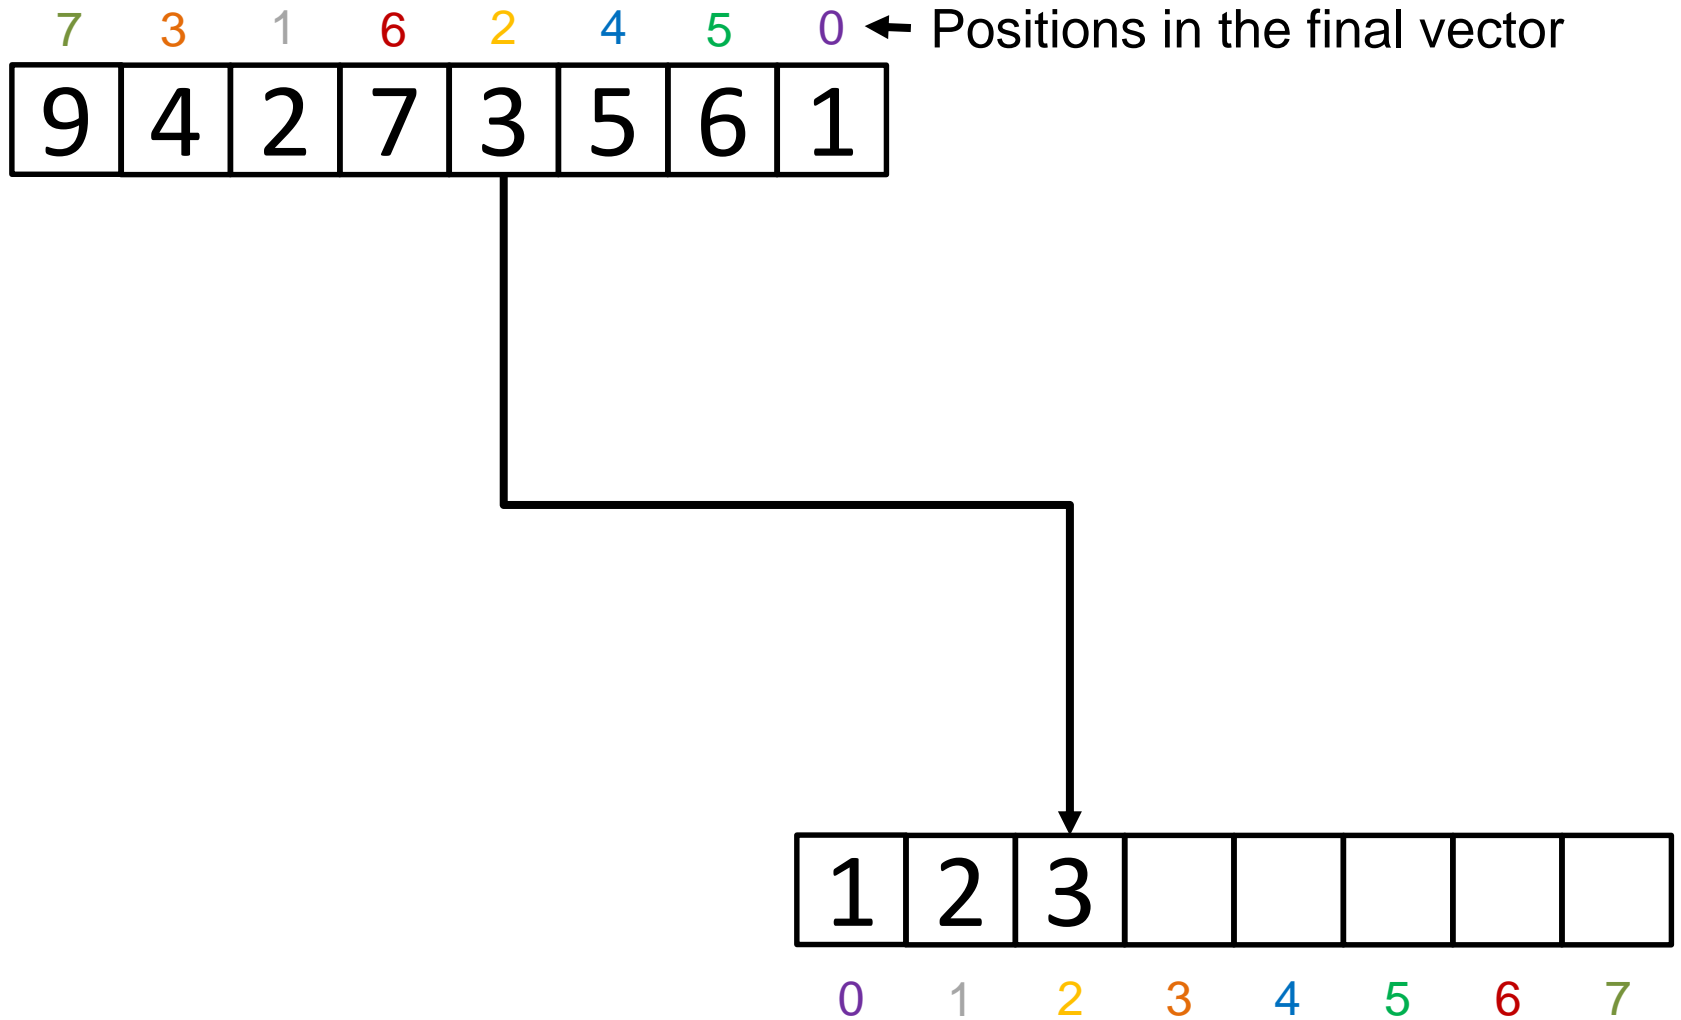 7 3 1 6 2 4 5 0 Positions in the final vector
9 4 2 7 3 5 6 1
1 2 3
0 1 2 3 4 5 6 7